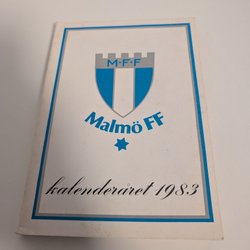 M·F·F
Malmö FF
kalenderåret 1983